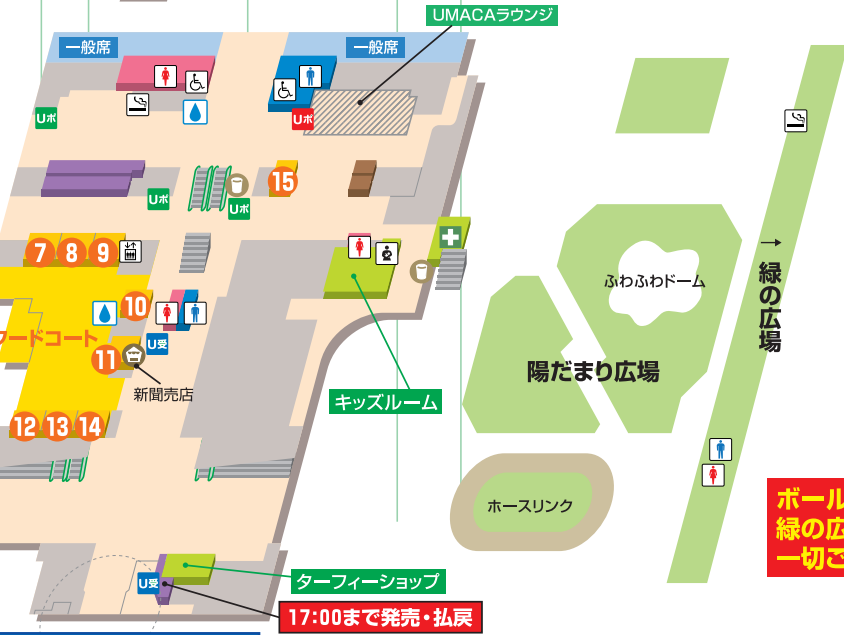 UMACAラウンジ
一般席
一般席
Uポ
Uポ
15
Uポ
Uポ
7 8 9
→
緑の広場
ふわふわドーム
10
フードコート
U受
11
陽だまり広場
新聞売店
キッズルーム
12 13 14
ボール
緑の広
一切ご
ホースリンク
ターフィーショップ
U受
17:00まで発売・払戻